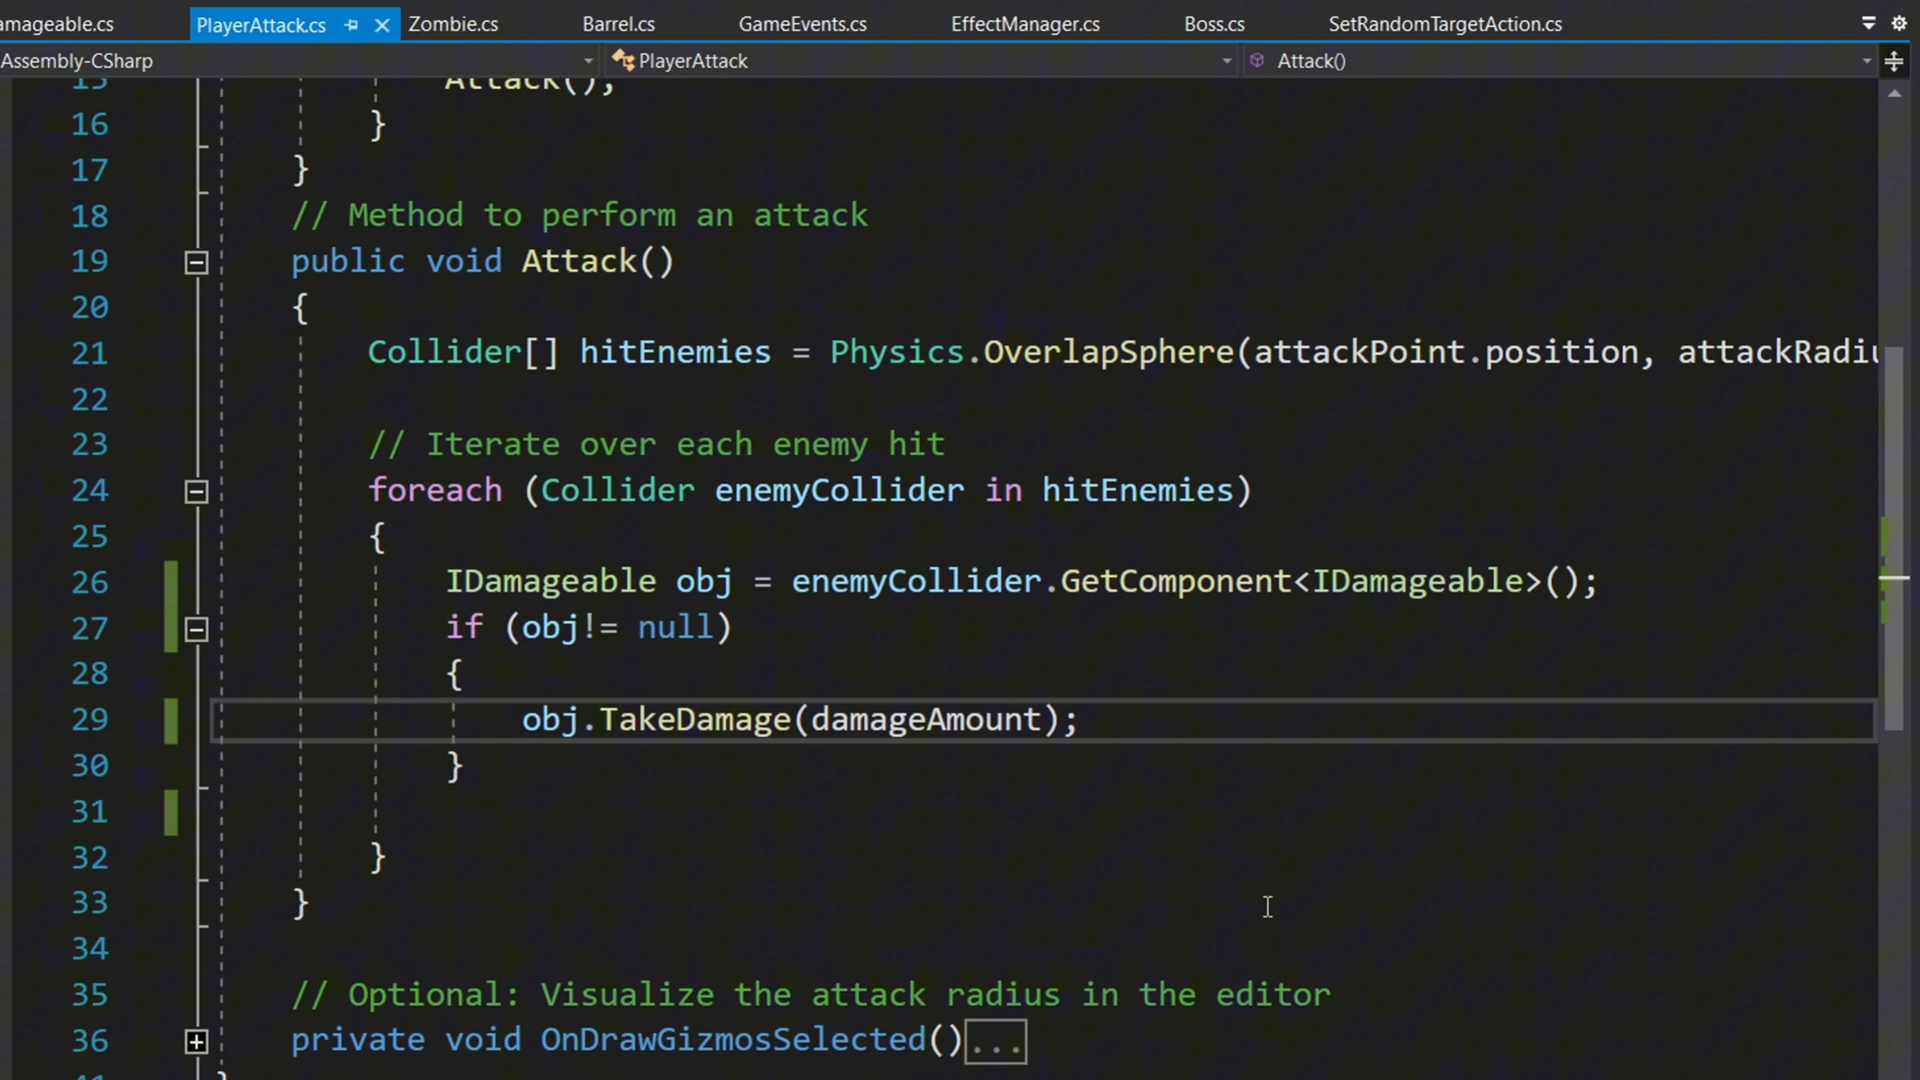 amageable.cs PlayerAttack.cs Zombie.cs Barrel.cs GameEvents.cs EffectManager.cs Boss.cs SetRandomTargetAction.cs
Assembly-CSharp PlayerAttack Attack()
15 Attack();
16 }
17 }
18 // Method to perform an attack
19 public void Attack()
20 {
21 Collider[] hitEnemies = Physics.OverlapSphere(attackPoint.position, attackRadiu
22
23 // Iterate over each enemy hit
24 foreach (Collider enemyCollider in hitEnemies)
25 {
26 IDamageable obj = enemyCollider.GetComponent<IDamageable>();
27 if (obj!= null)
28 {
29 obj.TakeDamage(damageAmount);
30 }
31
32 }
33 }
34
35 // Optional: Visualize the attack radius in the editor
36 private void OnDrawGizmosSelected()...
41 }